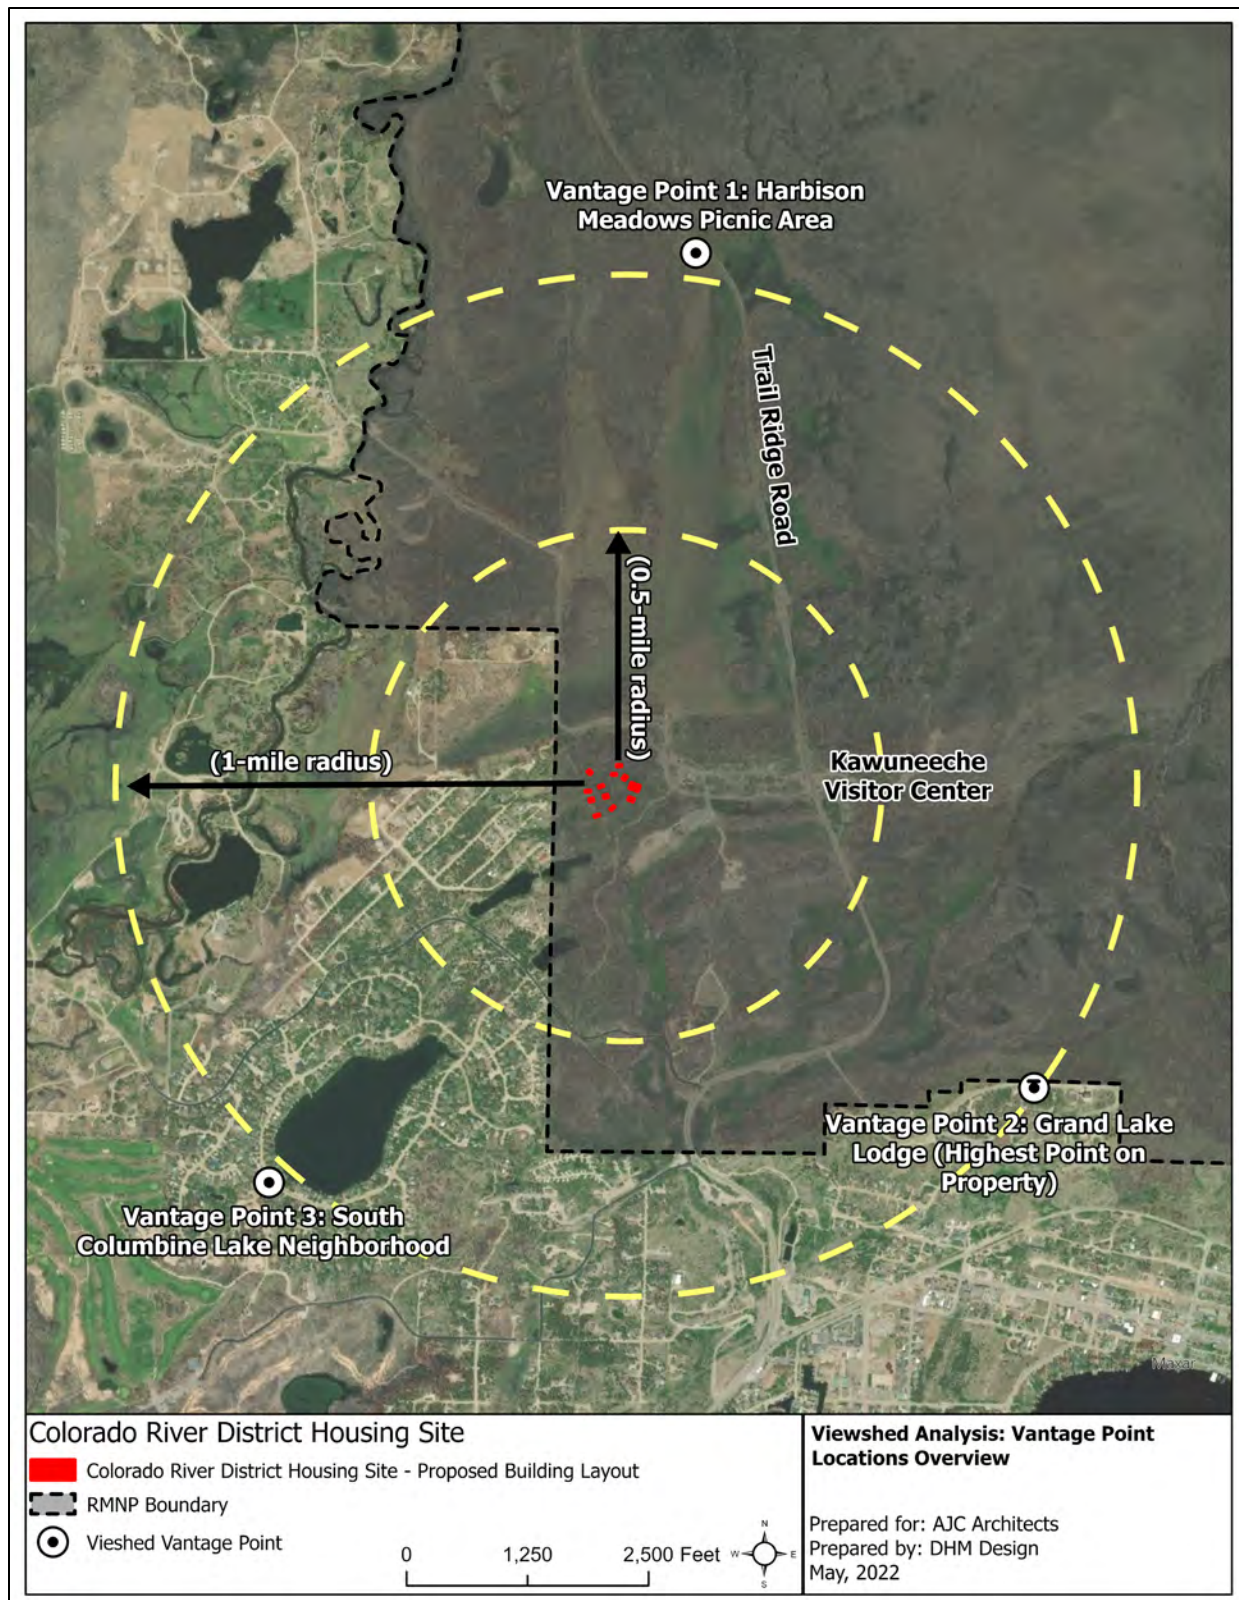 Vantage Point 1: Harbison
Meadows Picnic Area
Trail Ridge Road
(0.5-mile radius)
(1-mile radius)
Kawuneeche
Visitor Center
Vantage Point 2: Grand Lake
Lodge (Highest Point on
Property)
Vantage Point 3: South
Columbine Lake Neighborhood
Maxar
Colorado River District Housing Site
Colorado River District Housing Site - Proposed Building Layout
RMNP Boundary
Vieshed Vantage Point
0 1,250 2,500 Feet
N
W E
S
Viewshed Analysis: Vantage Point
Locations Overview
Prepared for: AJC Architects
Prepared by: DHM Design
May, 2022